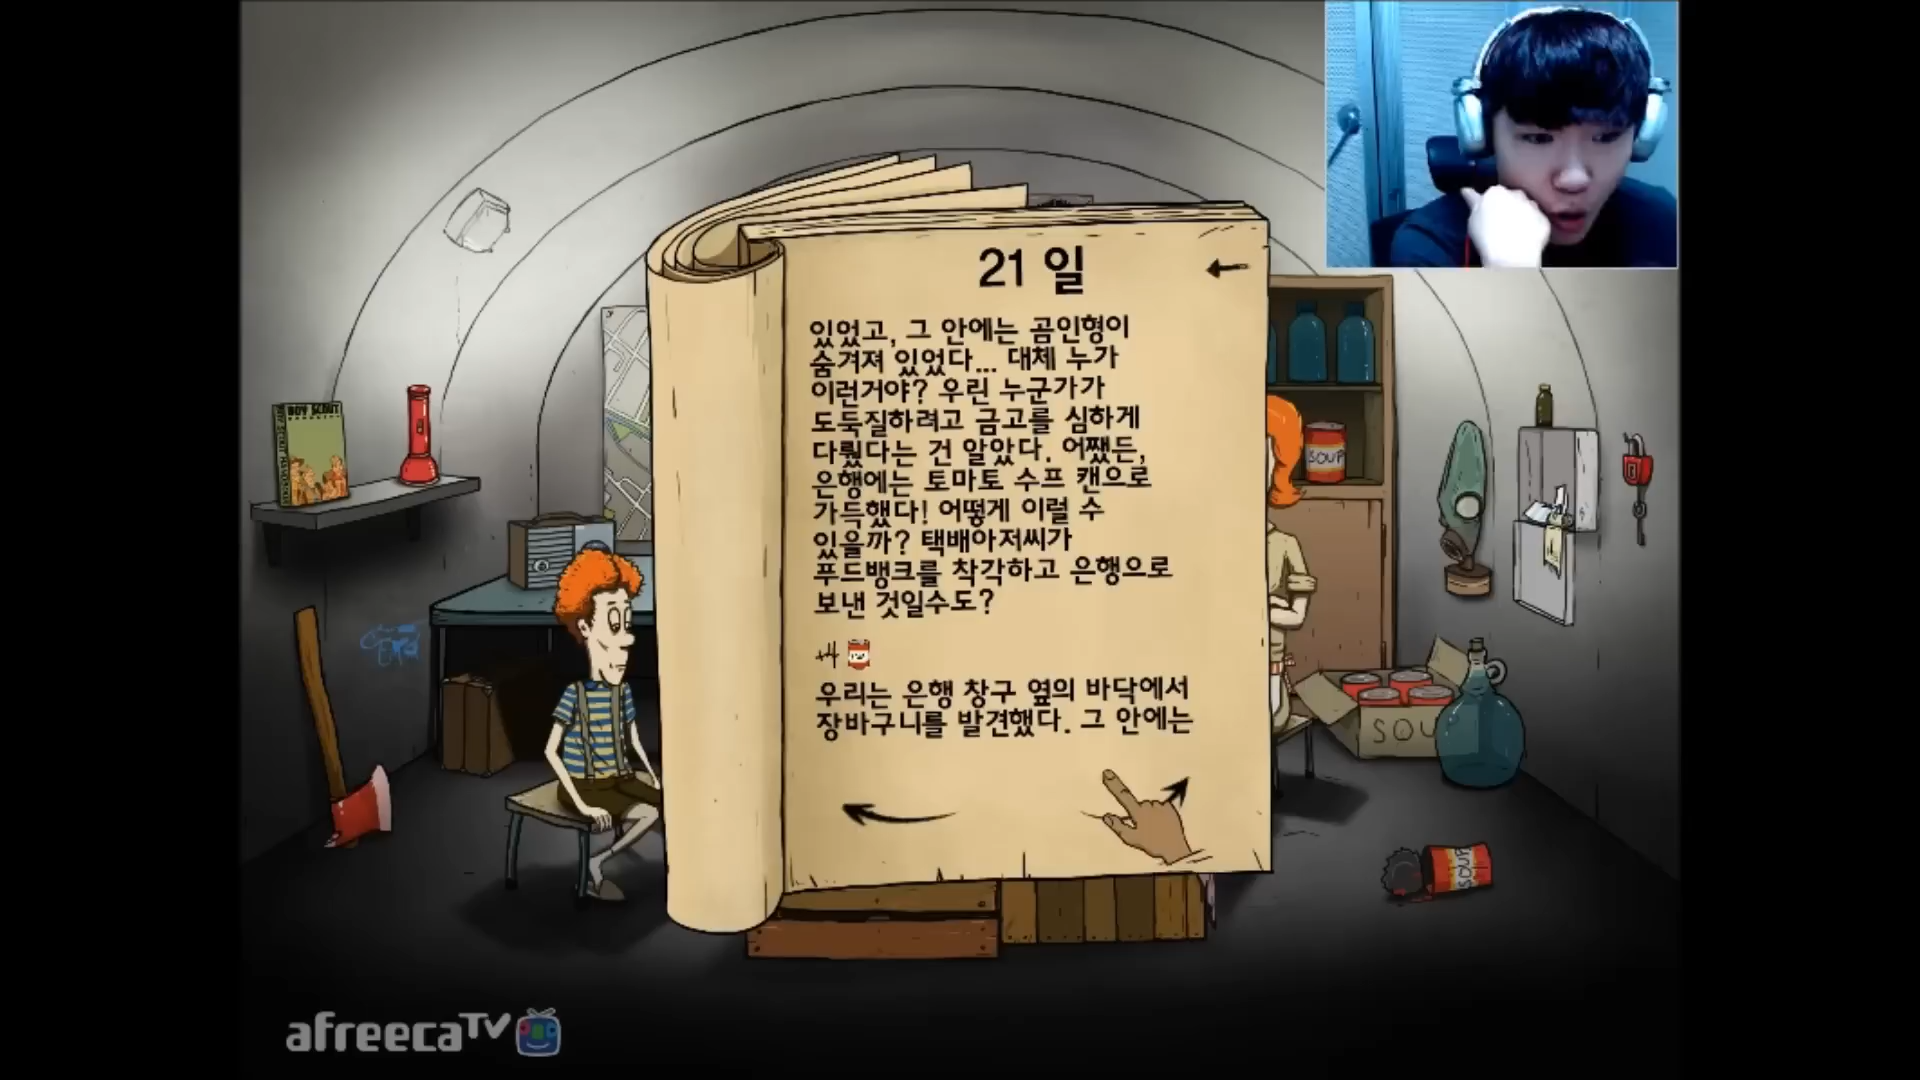 21 일
있었고, 그 안에는 곰인형이
숨겨져 있었다... 대체 누가
이런거야? 우린 누군가가
도둑질하려고 금고를 심하게
다뤘다는 건 알았다. 어쨌든,
은행에는 토마토 수프 캔으로
가득했다! 어떻게 이럴 수
있을까? 택배아저씨가
푸드뱅크를 착각하고 은행으로
보낸 것일수도?
+4
우리는 은행 창구 옆의 바닥에서
장바구니를 발견했다. 그 안에는
BOY SCOUT
SOUP
SOU
SOUP
afreecaTV